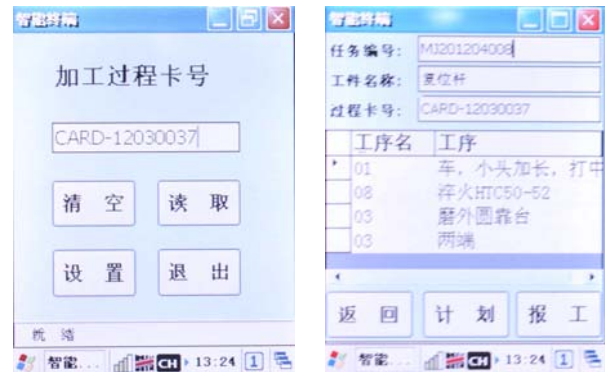 智能终端
加工过程卡号
CARD-12030037
清 空
读 取
设 置
退 出
就 绪
智能...
CH
13:24
1
智能终端
任务编号: MJ201204008
工件名称: 复位杆
过程卡号: CARD-12030037
工序名 工序
01 车, 小头加长, 打中
08 淬火HTC50-52
03 磨外圆靠台
03 两端
返 回
计 划
报 工
智能...
CH
13:24
1